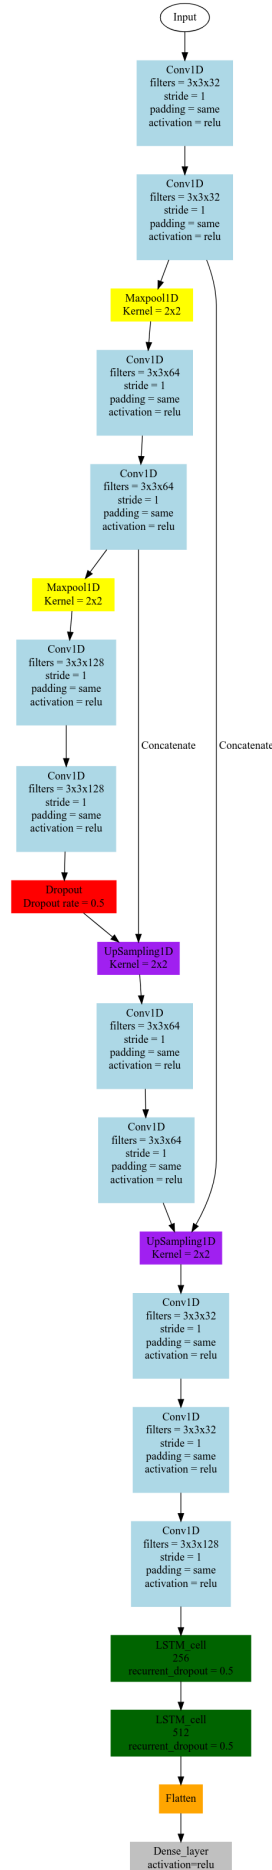 Input
Conv1D
filters = 3x3x32
stride = 1
padding = same
activation = relu
Conv1D
filters = 3x3x32
stride = 1
padding = same
activation = relu
Maxpool1D
Kernel = 2x2
Conv1D
filters = 3x3x64
stride = 1
padding = same
activation = relu
Conv1D
filters = 3x3x64
stride = 1
padding = same
activation = relu
Maxpool1D
Kernel = 2x2
Conv1D
filters = 3x3x128
stride = 1
padding = same
activation = relu
Concatenate
Concatenate
Conv1D
filters = 3x3x128
stride = 1
padding = same
activation = relu
Dropout
Dropout rate = 0.5
UpSampling1D
Kernel = 2x2
Conv1D
filters = 3x3x64
stride = 1
padding = same
activation = relu
Conv1D
filters = 3x3x64
stride = 1
padding = same
activation = relu
UpSampling1D
Kernel = 2x2
Conv1D
filters = 3x3x32
stride = 1
padding = same
activation = relu
Conv1D
filters = 3x3x32
stride = 1
padding = same
activation = relu
Conv1D
filters = 3x3x128
stride = 1
padding = same
activation = relu
LSTM_cell
256
recurrent_dropout = 0.5
LSTM_cell
512
recurrent_dropout = 0.5
Flatten
Dense_layer
activation=relu